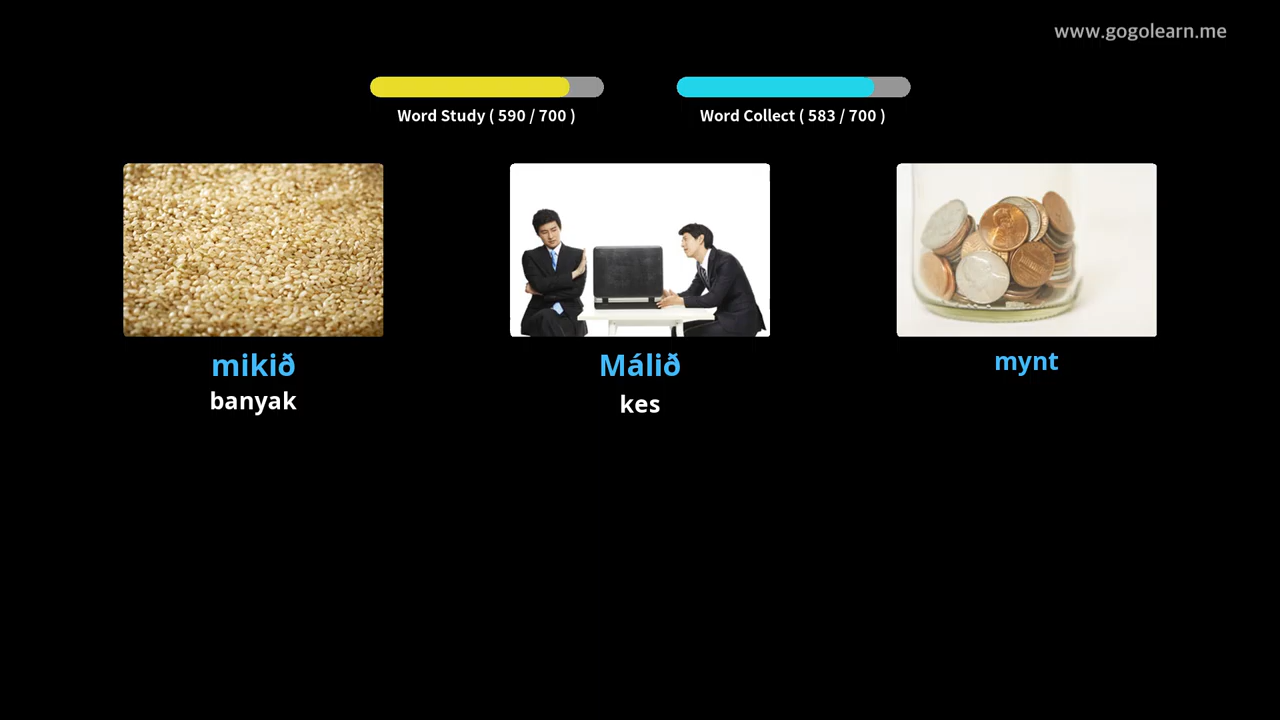 www.gogolearn.me
Word Study ( 590 / 700 )
Word Collect ( 583 / 700 )
mikið
banyak
Málið
kes
mynt